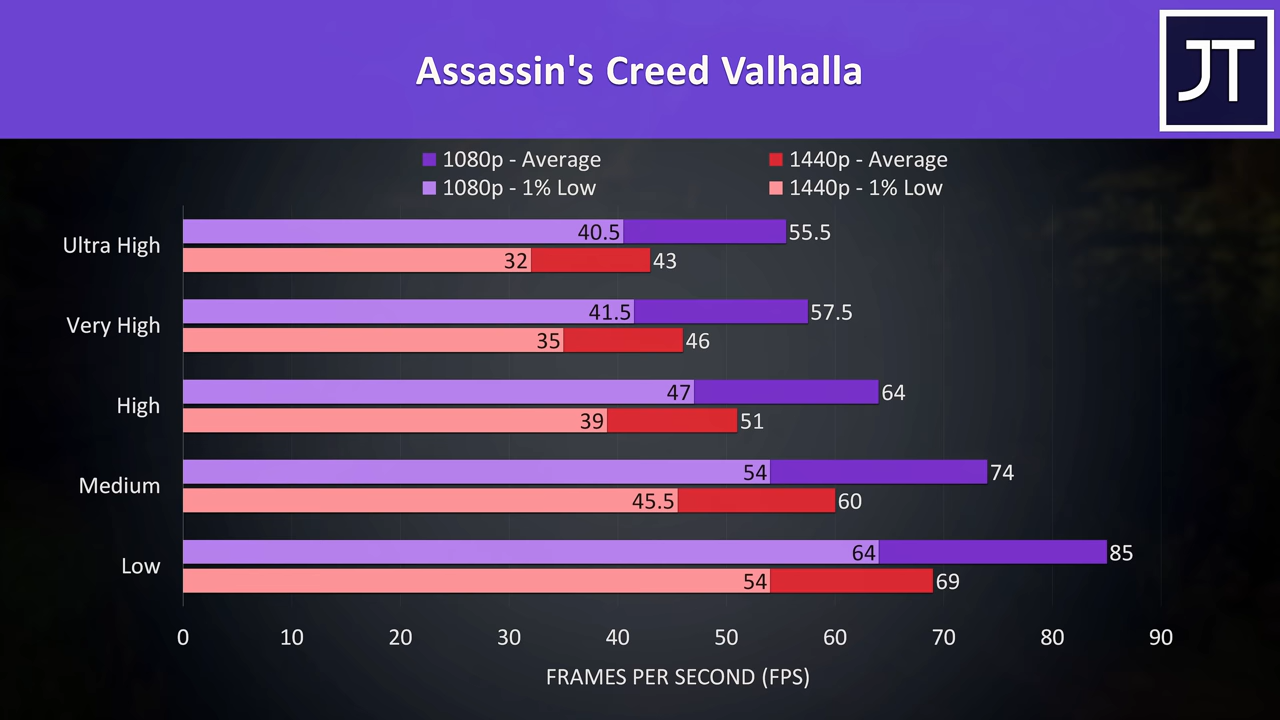 Assassin's Creed Valhalla
JT
1080p - Average
1440p - Average
1080p - 1% Low
1440p - 1% Low
Ultra High
40.5
55.5
32
43
Very High
41.5
57.5
35
46
High
47
64
39
51
Medium
54
74
45.5
60
Low
64
85
54
69
0 10 20 30 40 50 60 70 80 90
FRAMES PER SECOND (FPS)